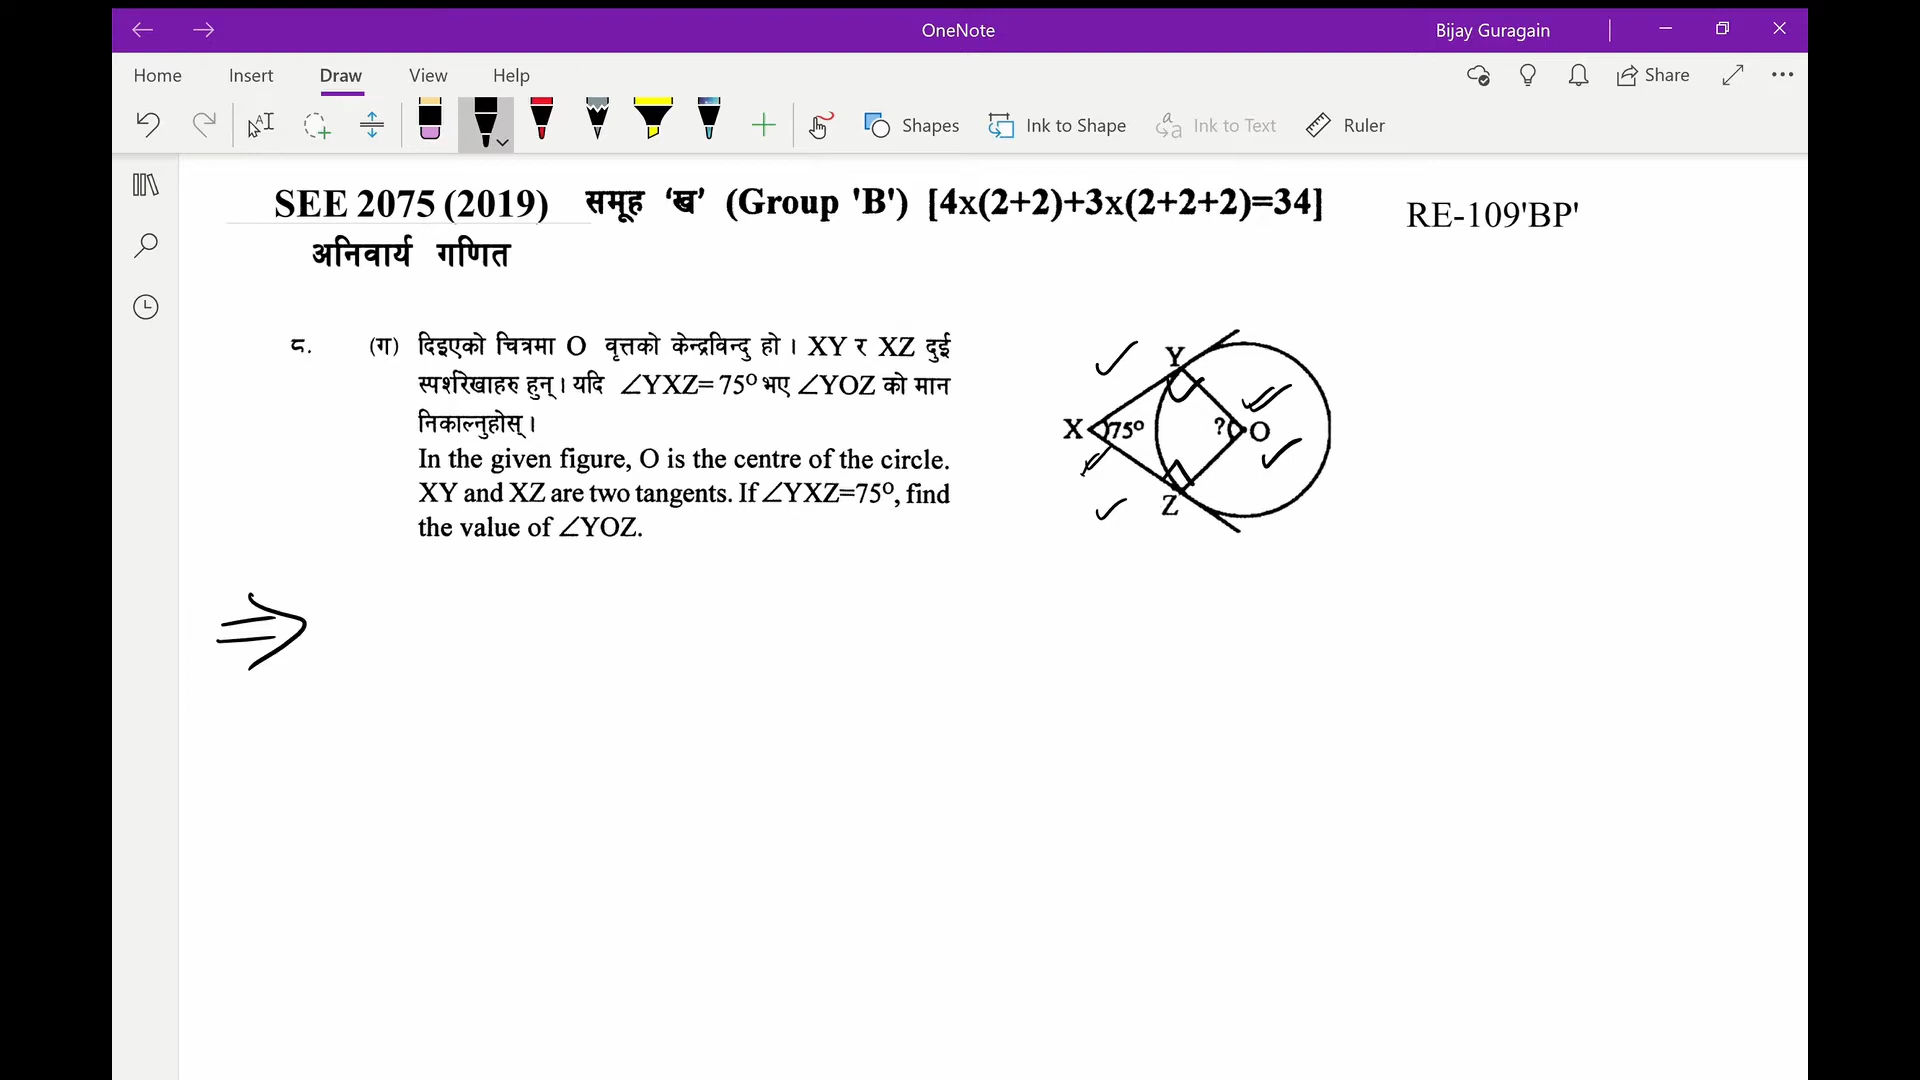 OneNote
Bijay Guragain
Home Insert Draw View Help
Share
Shapes Ink to Shape Ink to Text Ruler
SEE 2075 (2019) समूह ‘ख’ (Group 'B') [4x(2+2)+3x(2+2+2)=34] RE-109'BP'
अनिवार्य गणित
८. (ग) दिइएको चित्रमा O वृत्तको केन्द्रविन्दु हो । XY र XZ दुई
स्पर्शरेखाहरु हुन् । यदि ∠YXZ= 75⁰ भए ∠YOZ को मान
निकाल्नुहोस् ।
In the given figure, O is the centre of the circle.
XY and XZ are two tangents. If ∠YXZ=75⁰, find
the value of ∠YOZ.
Y
X 75⁰ ? O
Z